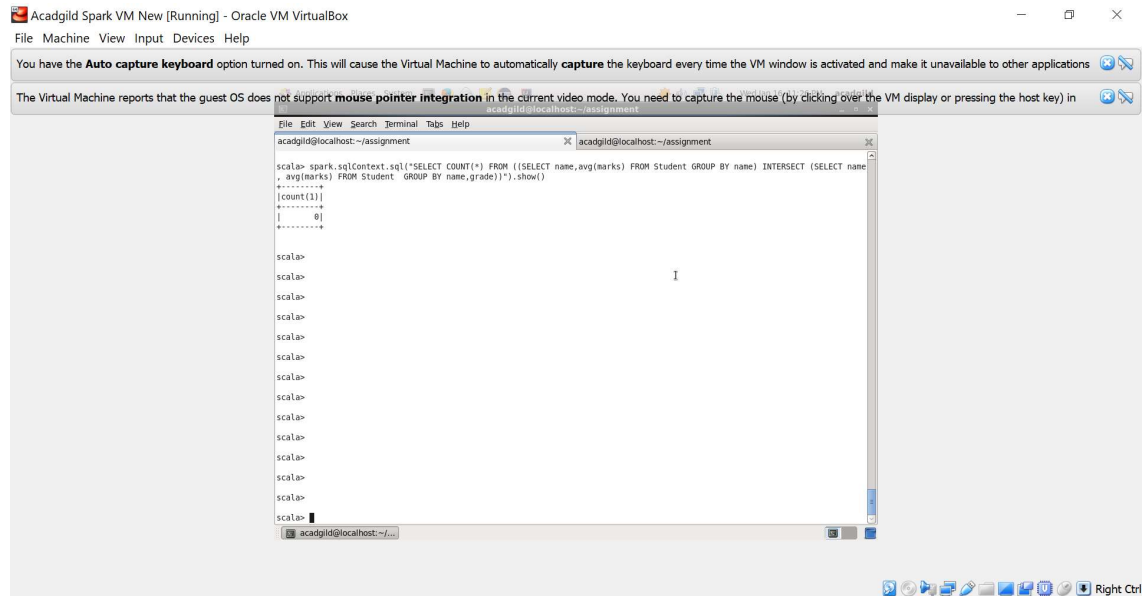 Acadgild Spark VM New [Running] - Oracle VM VirtualBox
File Machine View Input Devices Help
You have the Auto capture keyboard option turned on. This will cause the Virtual Machine to automatically capture the keyboard every time the VM window is activated and make it unavailable to other applications
The Virtual Machine reports that the guest OS does not support mouse pointer integration in the current video mode. You need to capture the mouse (by clicking over the VM display or pressing the host key) in
acadgild@localhost:~/assignment
File Edit View Search Terminal Tabs Help
acadgild@localhost:~/assignment acadgild@localhost:~/assignment
scala> spark.sqlContext.sql("SELECT COUNT(*) FROM ((SELECT name,avg(marks) FROM Student GROUP BY name) INTERSECT (SELECT name
, avg(marks) FROM Student  GROUP BY name,grade))").show()
+--------+
|count(1)|
+--------+
|       0|
+--------+
scala>
scala>
scala>
scala>
scala>
scala>
scala>
scala>
scala>
scala>
scala>
scala>
scala>
scala>
acadgild@localhost:~/...
Right Ctrl